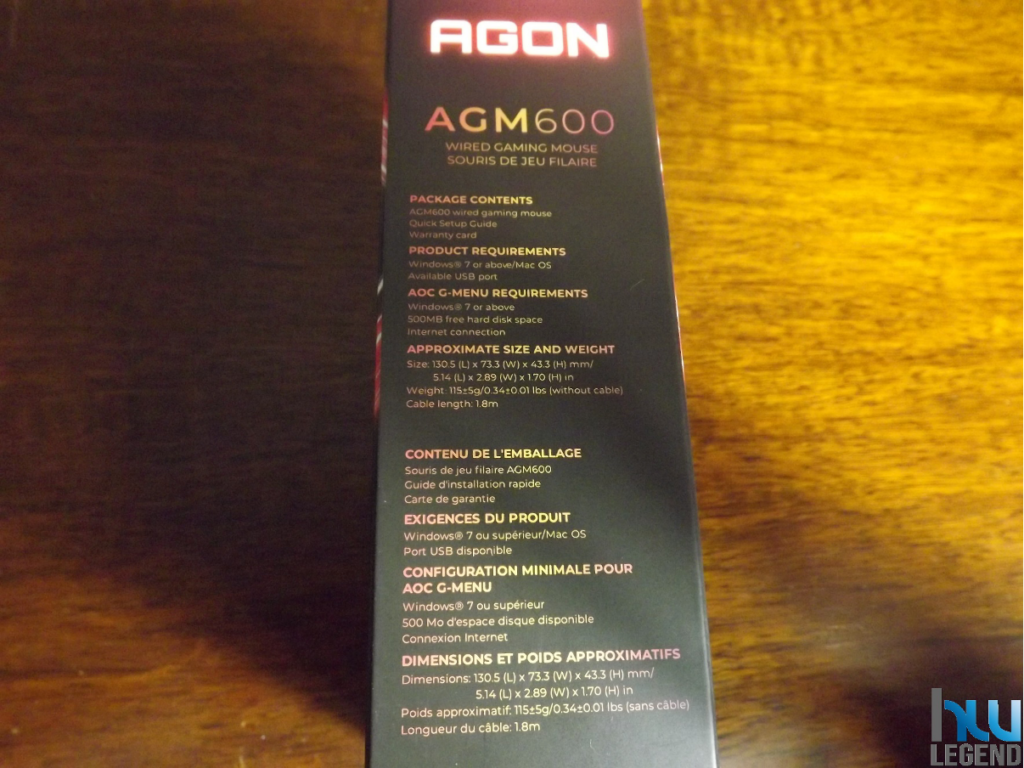 AGON
AGM600
WIRED GAMING MOUSE
SOURIS DE JEU FILAIRE
PACKAGE CONTENTS
AGM600 wired gaming mouse
Quick Setup Guide
Warranty card
PRODUCT REQUIREMENTS
Windows® 7 or above/Mac OS
Available USB port
AOC G-MENU REQUIREMENTS
Windows® 7 or above
500MB free hard disk space
Internet connection
APPROXIMATE SIZE AND WEIGHT
Size: 130.5 (L) x 73.3 (W) x 43.3 (H) mm/
5.14 (L) x 2.89 (W) x 1.70 (H) in
Weight: 115±5g/0.34±0.01 lbs (without cable)
Cable length: 1.8m
CONTENU DE L'EMBALLAGE
Souris de jeu filaire AGM600
Guide d'installation rapide
Carte de garantie
EXIGENCES DU PRODUIT
Windows® 7 ou supérieur/Mac OS
Port USB disponible
CONFIGURATION MINIMALE POUR
AOC G-MENU
Windows® 7 ou supérieur
500 Mo d'espace disque disponible
Connexion Internet
DIMENSIONS ET POIDS APPROXIMATIFS
Dimensions: 130.5 (L) x 73.3 (W) x 43.3 (H) mm/
5.14 (L) x 2.89 (W) x 1.70 (H) in
Poids approximatif: 115±5g/0.34±0.01 lbs (sans câble)
Longueur du câble: 1.8m
hw
LEGEND